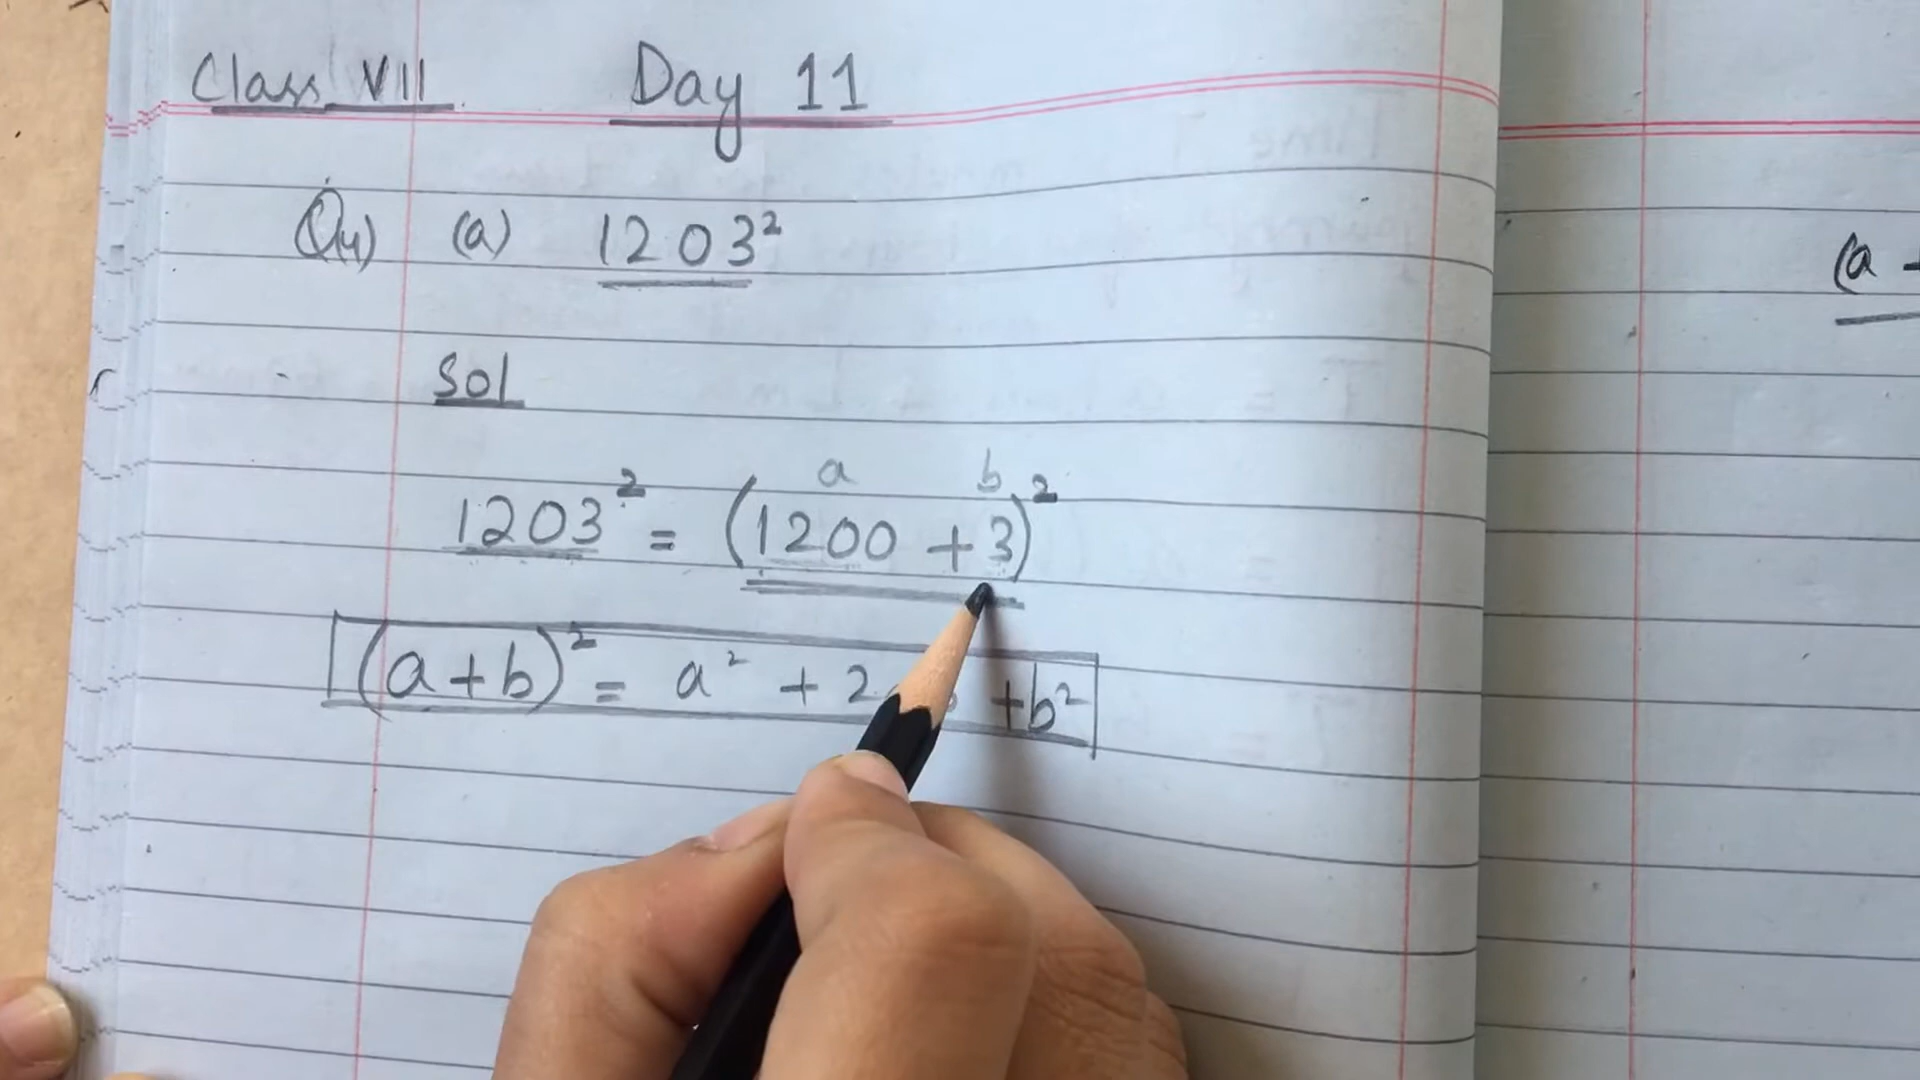 Class VII Day 11
Q4) (a) 1203²
Sol
a b
1203² = (1200 + 3)²
(a+b)² = a² + 2 +b²
(a